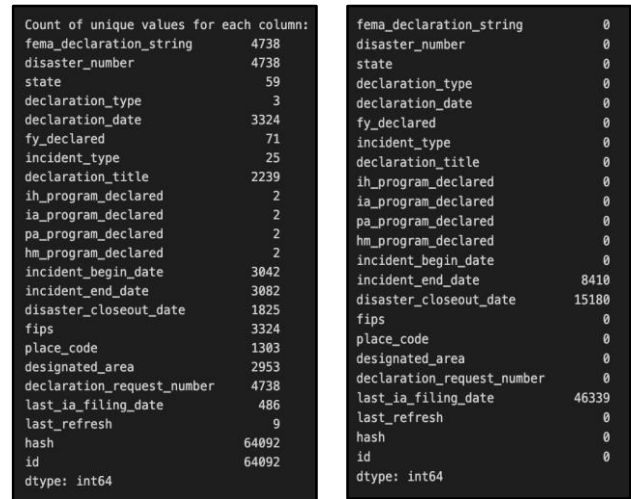 Count of unique values for each column:
fema_declaration_string 4738
disaster_number 4738
state 59
declaration_type 3
declaration_date 3324
fy_declared 71
incident_type 25
declaration_title 2239
ih_program_declared 2
ia_program_declared 2
pa_program_declared 2
hm_program_declared 2
incident_begin_date 3042
incident_end_date 3082
disaster_closeout_date 1825
fips 3324
place_code 1303
designated_area 2953
declaration_request_number 4738
last_ia_filing_date 486
last_refresh 9
hash 64092
id 64092
dtype: int64
fema_declaration_string 0
disaster_number 0
state 0
declaration_type 0
declaration_date 0
fy_declared 0
incident_type 0
declaration_title 0
ih_program_declared 0
ia_program_declared 0
pa_program_declared 0
hm_program_declared 0
incident_begin_date 0
incident_end_date 8410
disaster_closeout_date 15180
fips 0
place_code 0
designated_area 0
declaration_request_number 0
last_ia_filing_date 46339
last_refresh 0
hash 0
id 0
dtype: int64